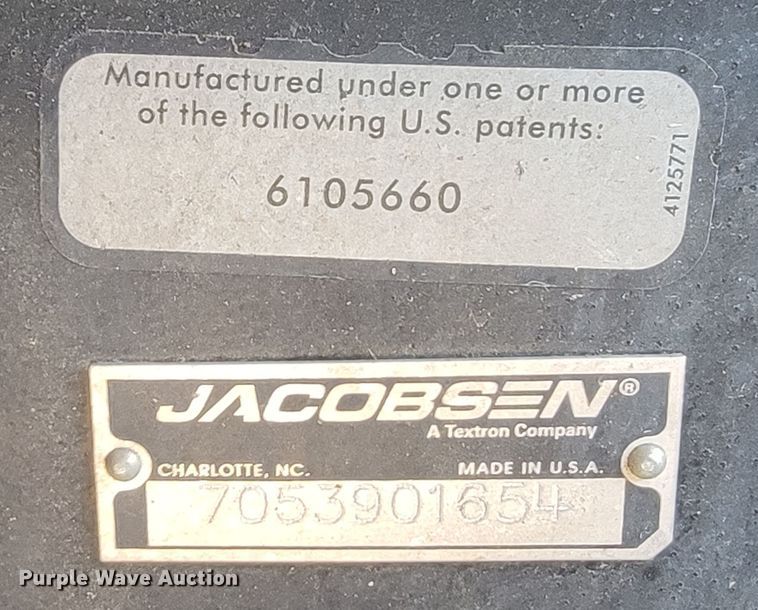 Manufactured under one or more
of the following U.S. patents:
6105660
4125771
JACOBSEN®
A Textron Company
CHARLOTTE, NC. MADE IN U.S.A.
7053901654
Purple Wave Auction